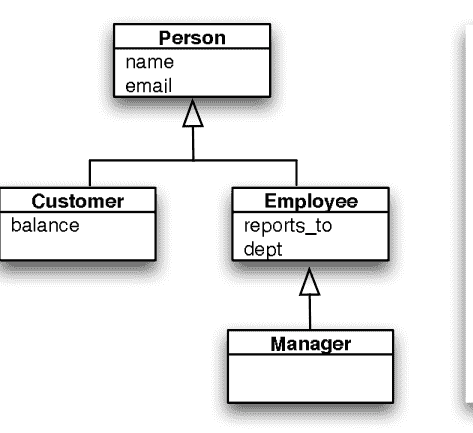 Person
name
email
Customer
balance
Employee
reports_to
dept
Manager